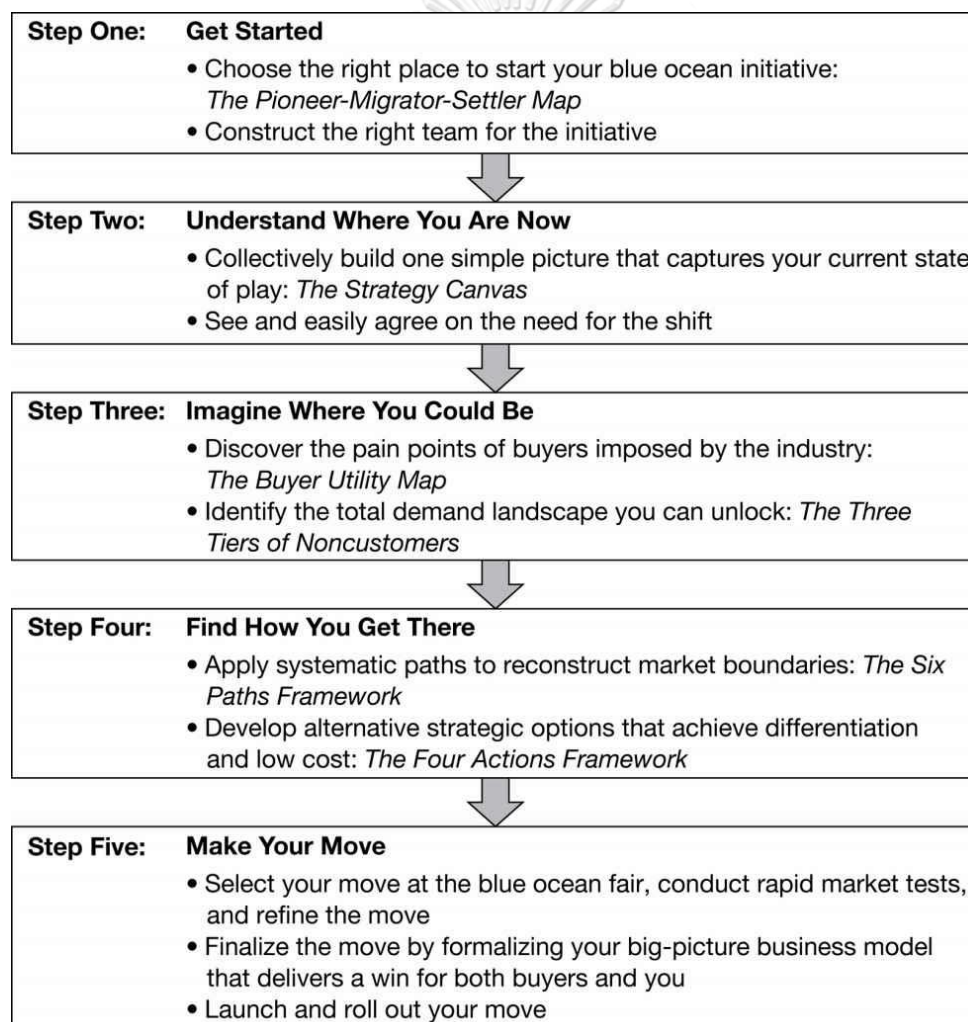 Step One: Get Started
• Choose the right place to start your blue ocean initiative:
The Pioneer-Migrator-Settler Map
• Construct the right team for the initiative
Step Two: Understand Where You Are Now
• Collectively build one simple picture that captures your current state
of play: The Strategy Canvas
• See and easily agree on the need for the shift
Step Three: Imagine Where You Could Be
• Discover the pain points of buyers imposed by the industry:
The Buyer Utility Map
• Identify the total demand landscape you can unlock: The Three
Tiers of Noncustomers
Step Four: Find How You Get There
• Apply systematic paths to reconstruct market boundaries: The Six
Paths Framework
• Develop alternative strategic options that achieve differentiation
and low cost: The Four Actions Framework
Step Five: Make Your Move
• Select your move at the blue ocean fair, conduct rapid market tests,
and refine the move
• Finalize the move by formalizing your big-picture business model
that delivers a win for both buyers and you
• Launch and roll out your move